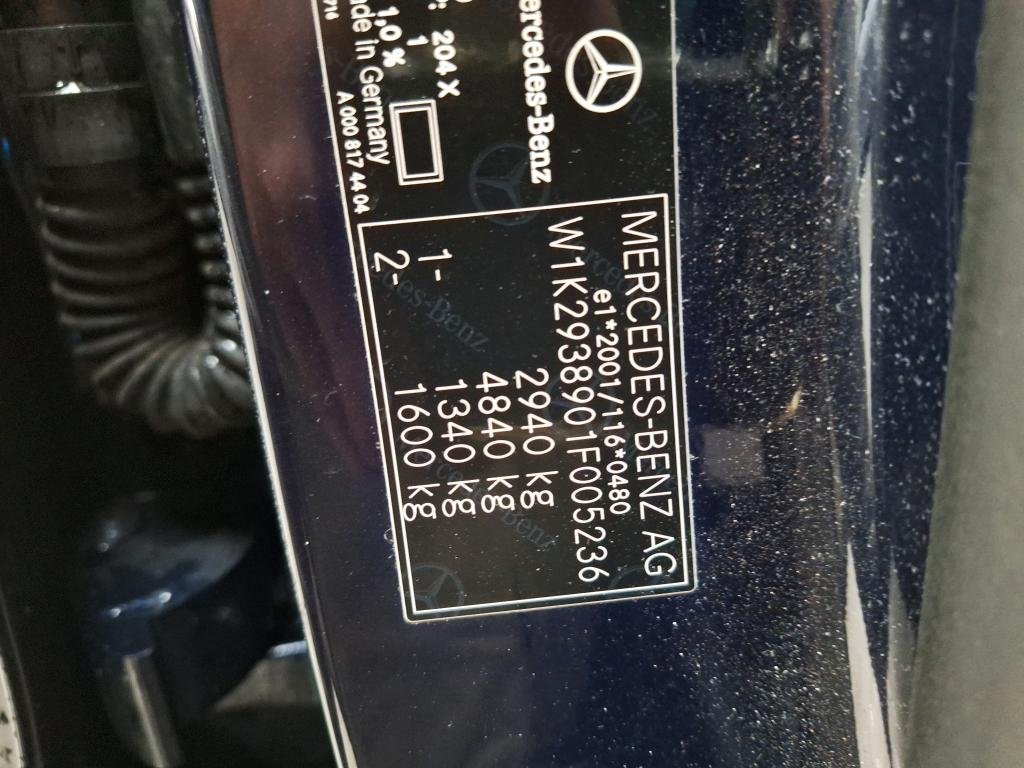 Mercedes-Benz
204 X
1
1,0 %
in Germany
A 000 817 44 04
MERCEDES-BENZ AG
e1*2001/116*0480
W1K2938901F005236
2940 kg
4840 kg
1- 1340 kg
2- 1600 kg